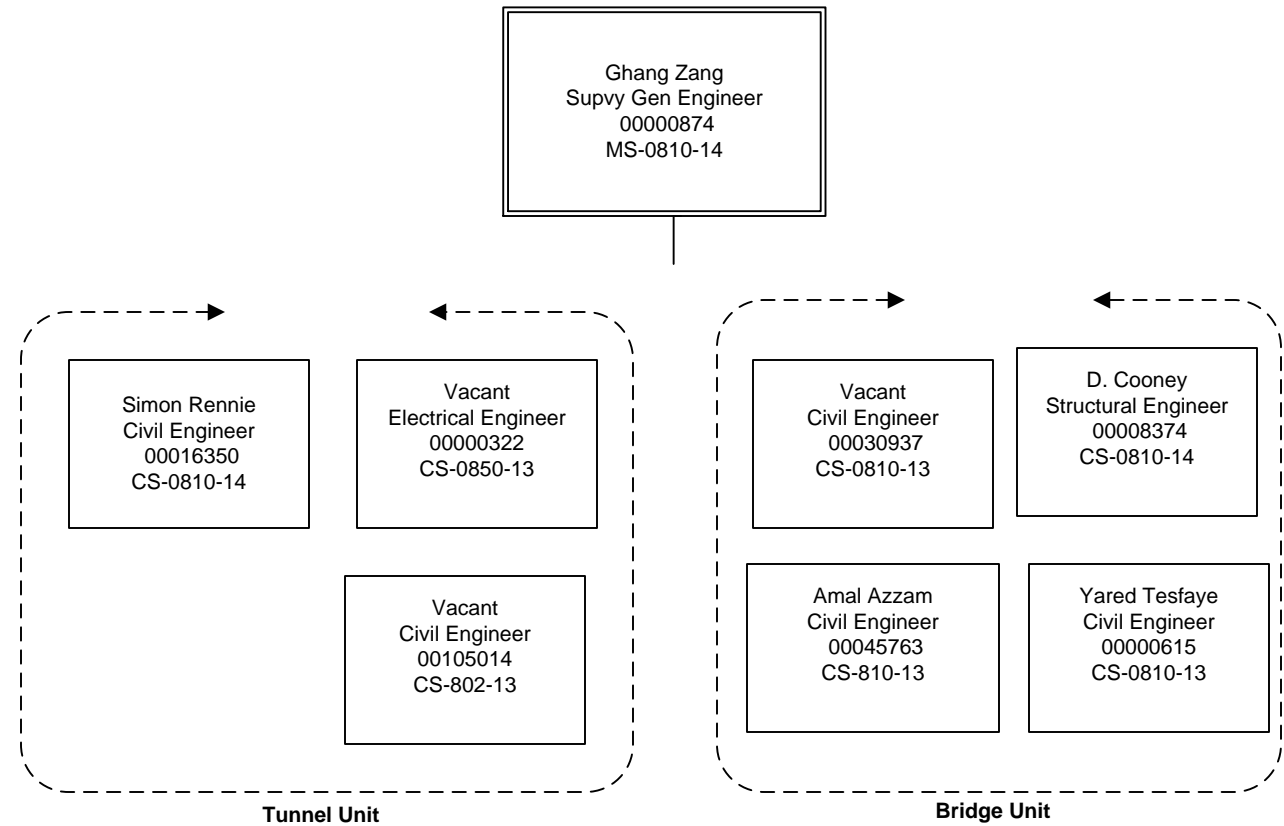 Ghang Zang
Supvy Gen Engineer
00000874
MS-0810-14
Simon Rennie
Civil Engineer
00016350
CS-0810-14
Vacant
Electrical Engineer
00000322
CS-0850-13
Vacant
Civil Engineer
00105014
CS-802-13
Tunnel Unit
Vacant
Civil Engineer
00030937
CS-0810-13
D. Cooney
Structural Engineer
00008374
CS-0810-14
Amal Azzam
Civil Engineer
00045763
CS-810-13
Yared Tesfaye
Civil Engineer
00000615
CS-0810-13
Bridge Unit